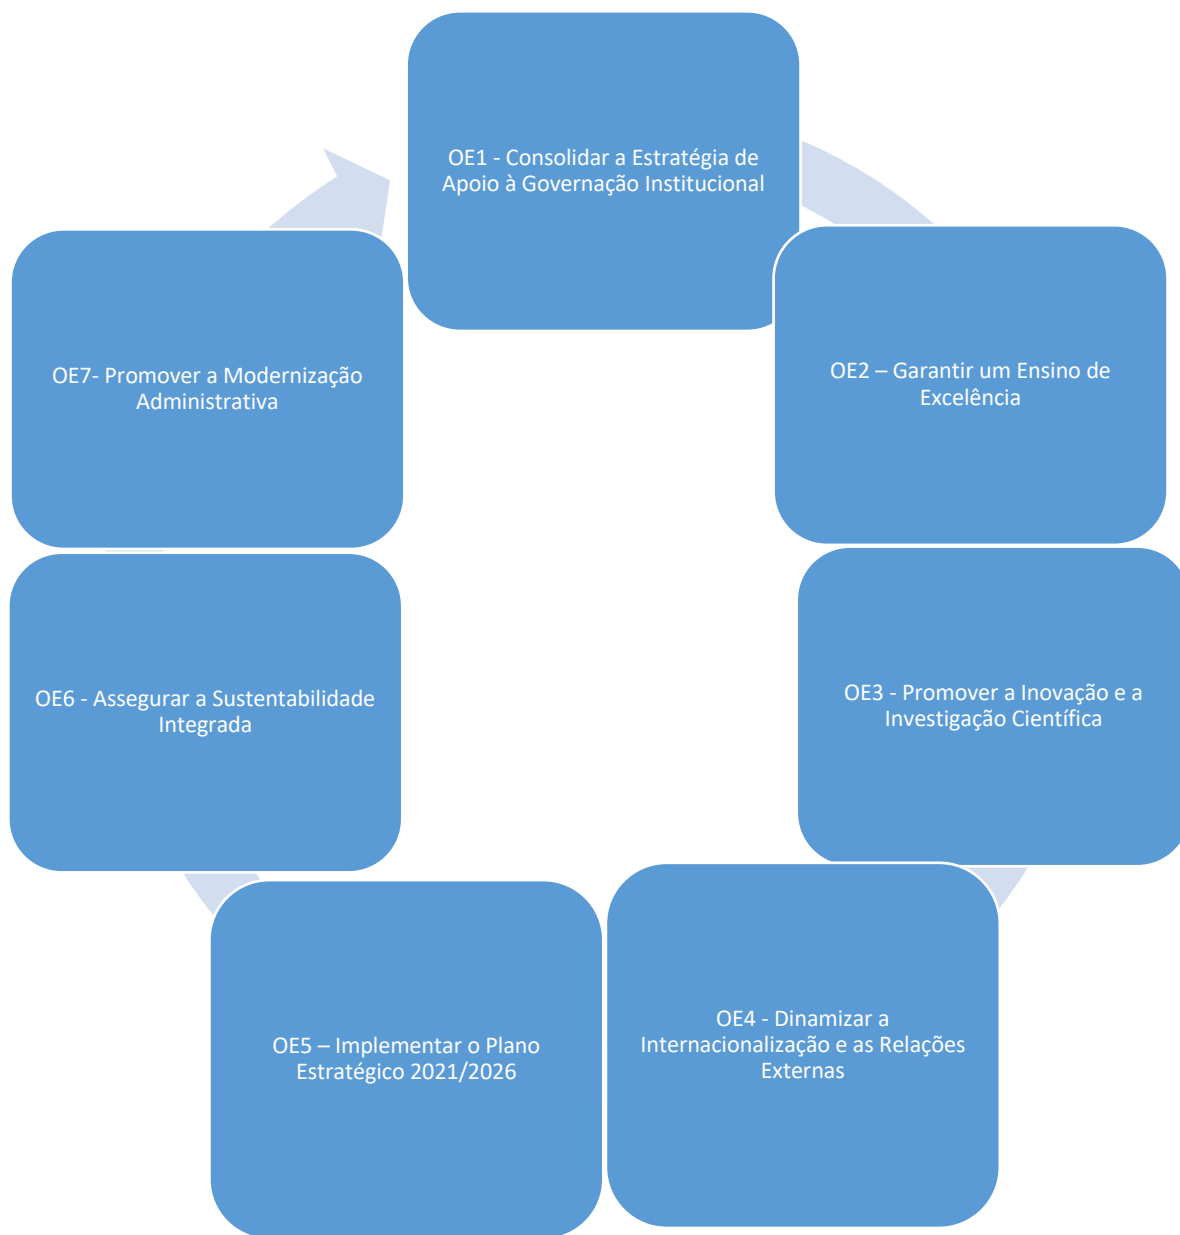 OE1 - Consolidar a Estratégia de
Apoio à Governação Institucional
OE2 – Garantir um Ensino de
Excelência
OE3 - Promover a Inovação e a
Investigação Científica
OE4 - Dinamizar a
Internacionalização e as Relações
Externas
OE5 – Implementar o Plano
Estratégico 2021/2026
OE6 - Assegurar a Sustentabilidade
Integrada
OE7- Promover a Modernização
Administrativa